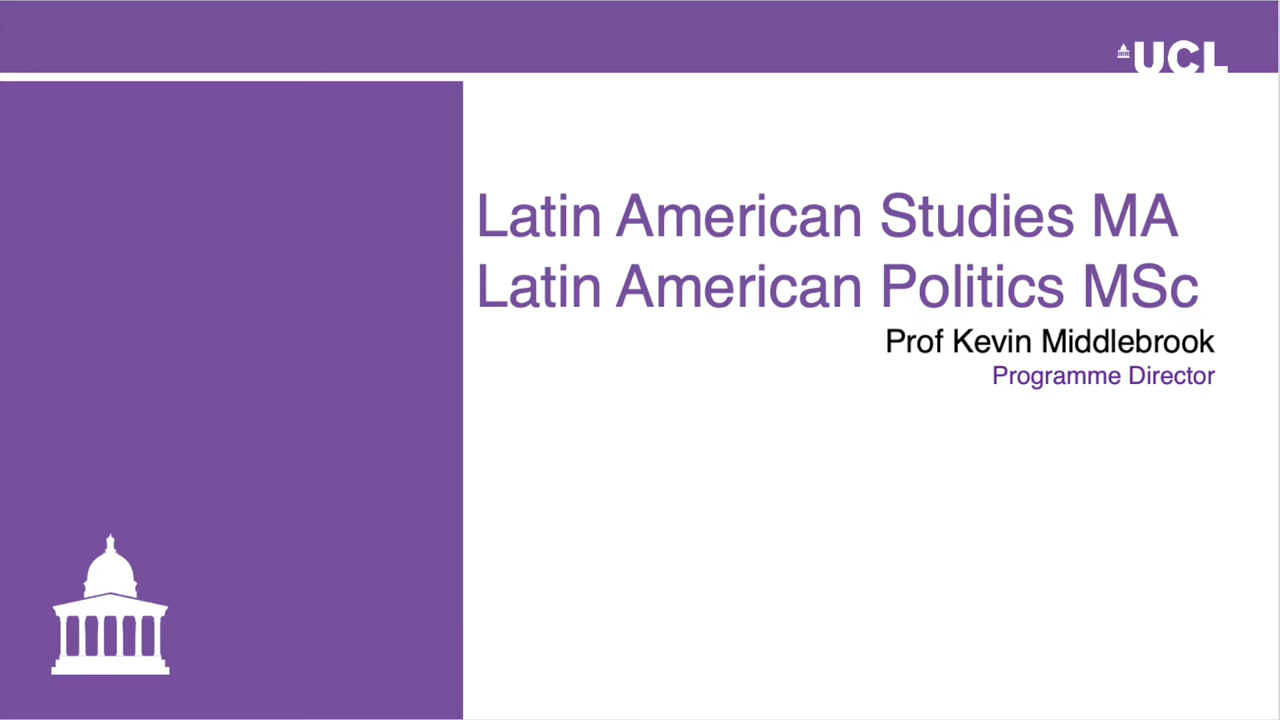 UCL
Latin American Studies MA
Latin American Politics MSc
Prof Kevin Middlebrook
Programme Director